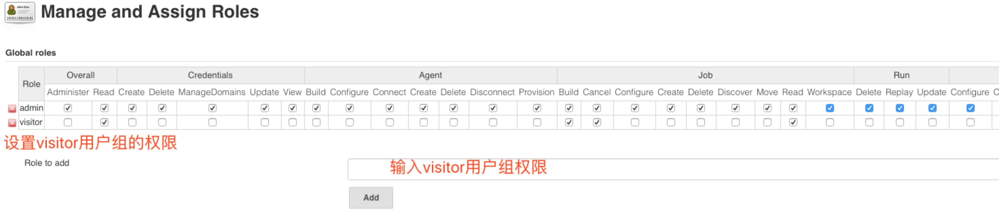 John Doe
Manage and Assign Roles
Global roles
Role Overall Credentials Agent Job Run
Administer Read Create Delete ManageDomains Update View Build Configure Connect Create Delete Disconnect Provision Build Cancel Configure Create Delete Discover Move Read Workspace Delete Replay Update Configure C
admin
visitor
设置visitor用户组的权限
Role to add
输入visitor用户组权限
Add